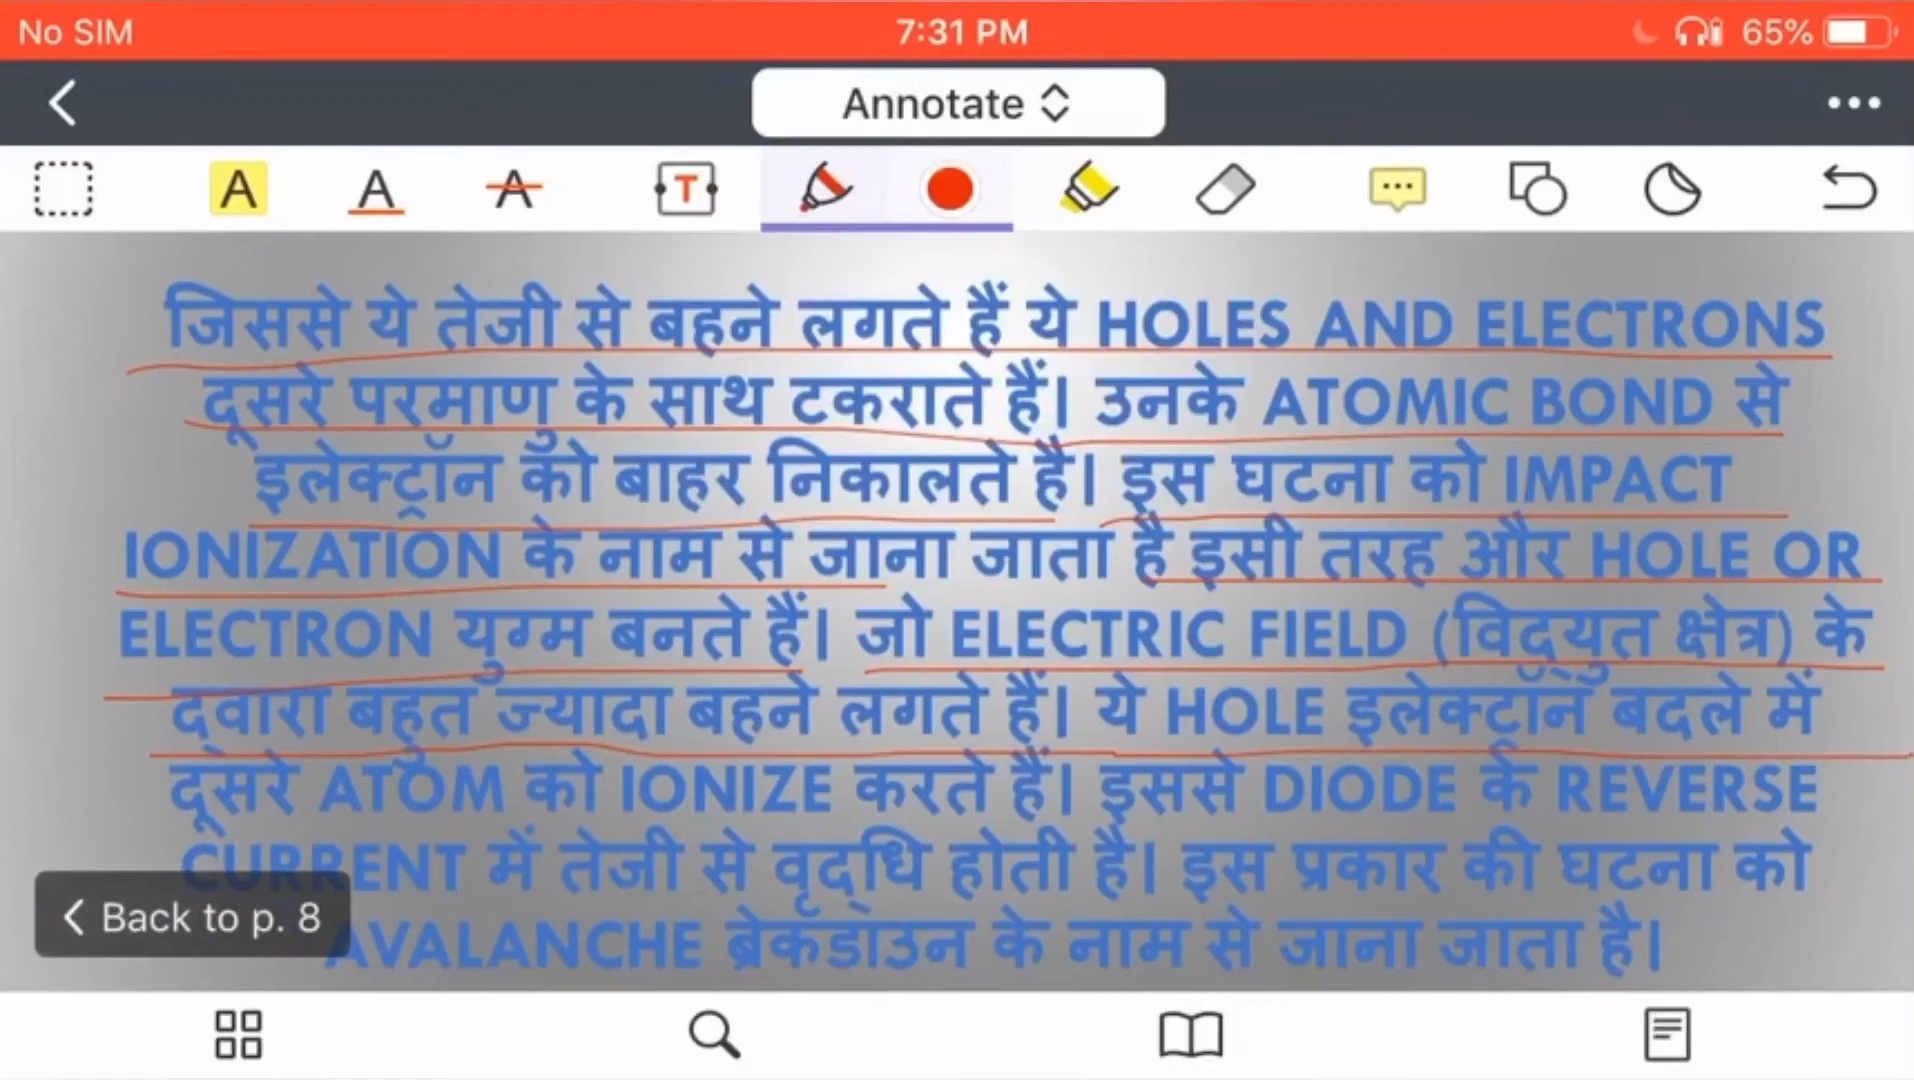 No SIM 7:31 PM 65%
Annotate
A A A T
जिससे ये तेजी से बहने लगते हैं ये HOLES AND ELECTRONS
दूसरे परमाणु के साथ टकराते हैं। उनके ATOMIC BOND से
इलेक्ट्रॉन को बाहर निकालते है। इस घटना को IMPACT
IONIZATION के नाम से जाना जाता है इसी तरह और HOLE OR
ELECTRON युग्म बनते हैं। जो ELECTRIC FIELD (विद्युत क्षेत्र) के
द्वारा बहुत ज्यादा बहने लगते हैं। ये HOLE इलेक्ट्रॉन बदले में
दूसरे ATOM को IONIZE करते हैं। इससे DIODE के REVERSE
CURRENT में तेजी से वृद्धि होती है। इस प्रकार की घटना को
AVALANCHE ब्रेकडाउन के नाम से जाना जाता है।
Back to p. 8